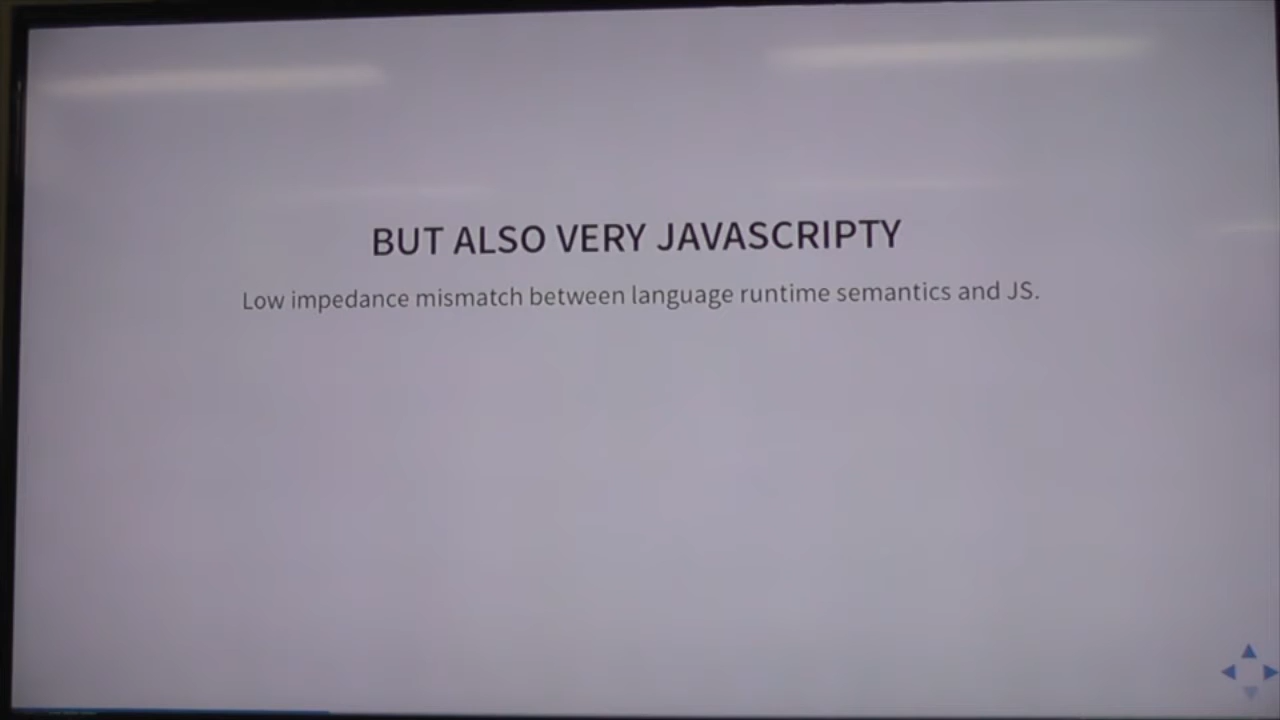 BUT ALSO VERY JAVASCRIPTY
Low impedance mismatch between language runtime semantics and JS.